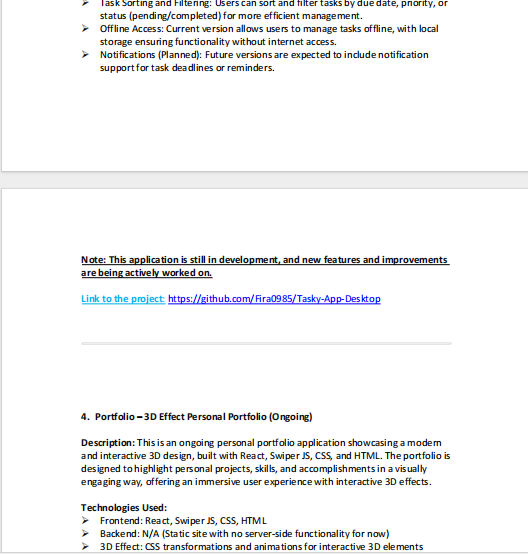 ➢ Task Sorting and Filtering: Users can sort and filter tasks by due date, priority, or
status (pending/completed) for more efficient management.
➢ Offline Access: Current version allows users to manage tasks offline, with local
storage ensuring functionality without internet access.
➢ Notifications (Planned): Future versions are expected to include notification
support for task deadlines or reminders.
Note: This application is still in development, and new features and improvements
are being actively worked on.
Link to the project: https://github.com/Fira0985/Tasky-App-Desktop
4. Portfolio – 3D Effect Personal Portfolio (Ongoing)
Description: This is an ongoing personal portfolio application showcasing a modern
and interactive 3D design, built with React, Swiper JS, CSS, and HTML. The portfolio is
designed to highlight personal projects, skills, and accomplishments in a visually
engaging way, offering an immersive user experience with interactive 3D effects.
Technologies Used:
➢ Frontend: React, Swiper JS, CSS, HTML
➢ Backend: N/A (Static site with no server-side functionality for now)
➢ 3D Effect: CSS transformations and animations for interactive 3D elements